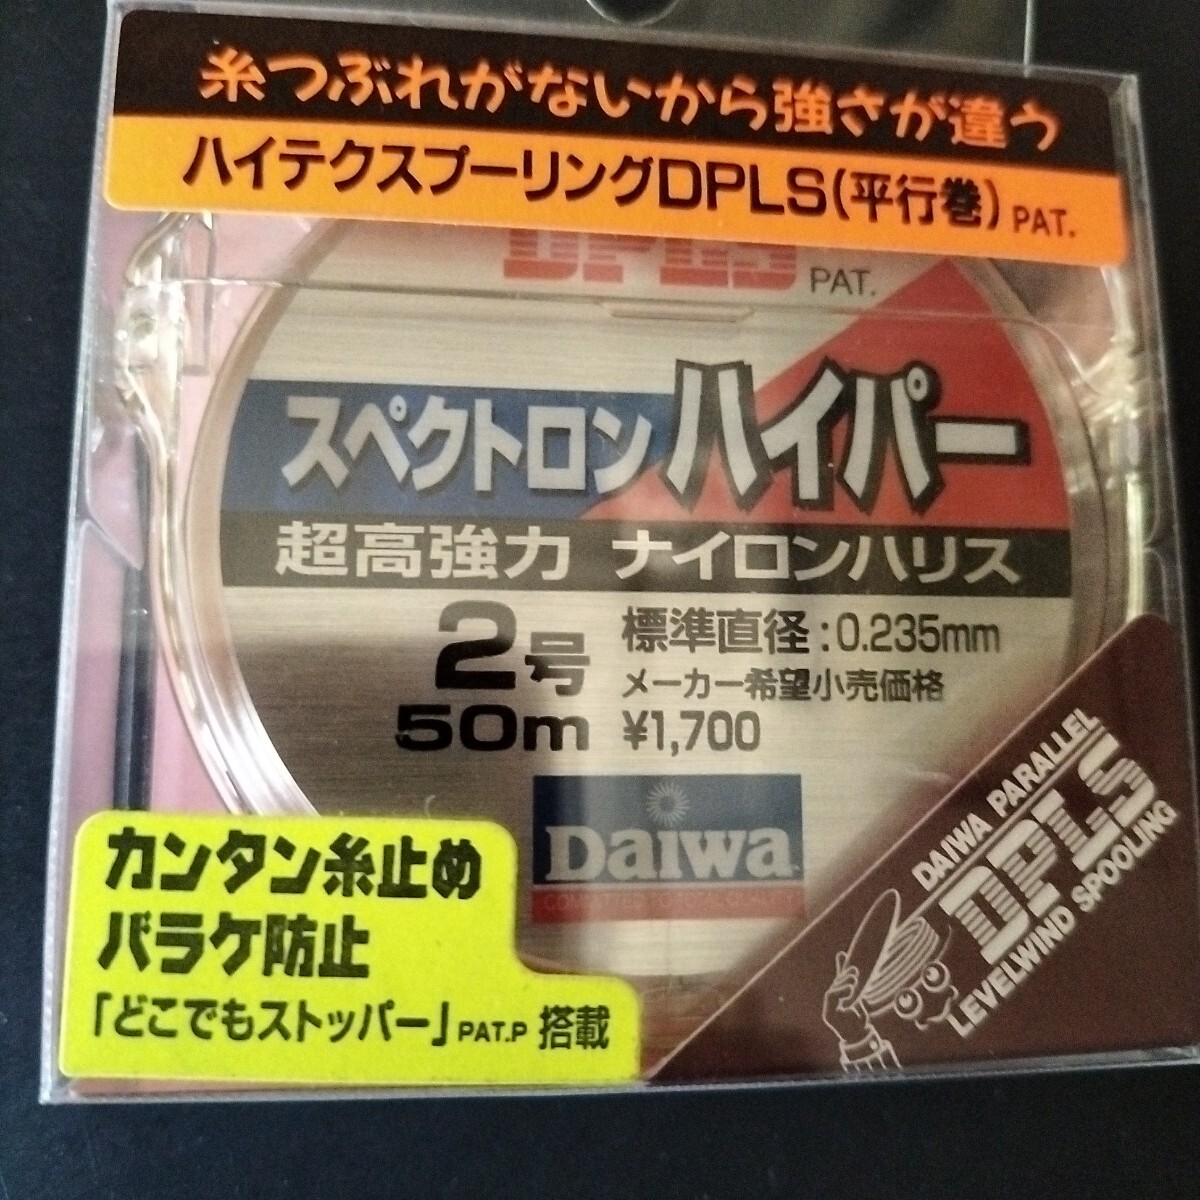 糸つぶれがないから強さが違う
ハイテクスプーリングDPLS(平行巻) PAT.
DPLS PAT.
スペクトロンハイパー
超高強力 ナイロンハリス
2号
50m
標準直径:0.235mm
メーカー希望小売価格
¥1,700
Daiwa
カンタン糸止め
バラケ防止
「どこでもストッパー」PAT.P 搭載
DAIWA PARALLEL
DPLS
LEVELWIND SPOOLING